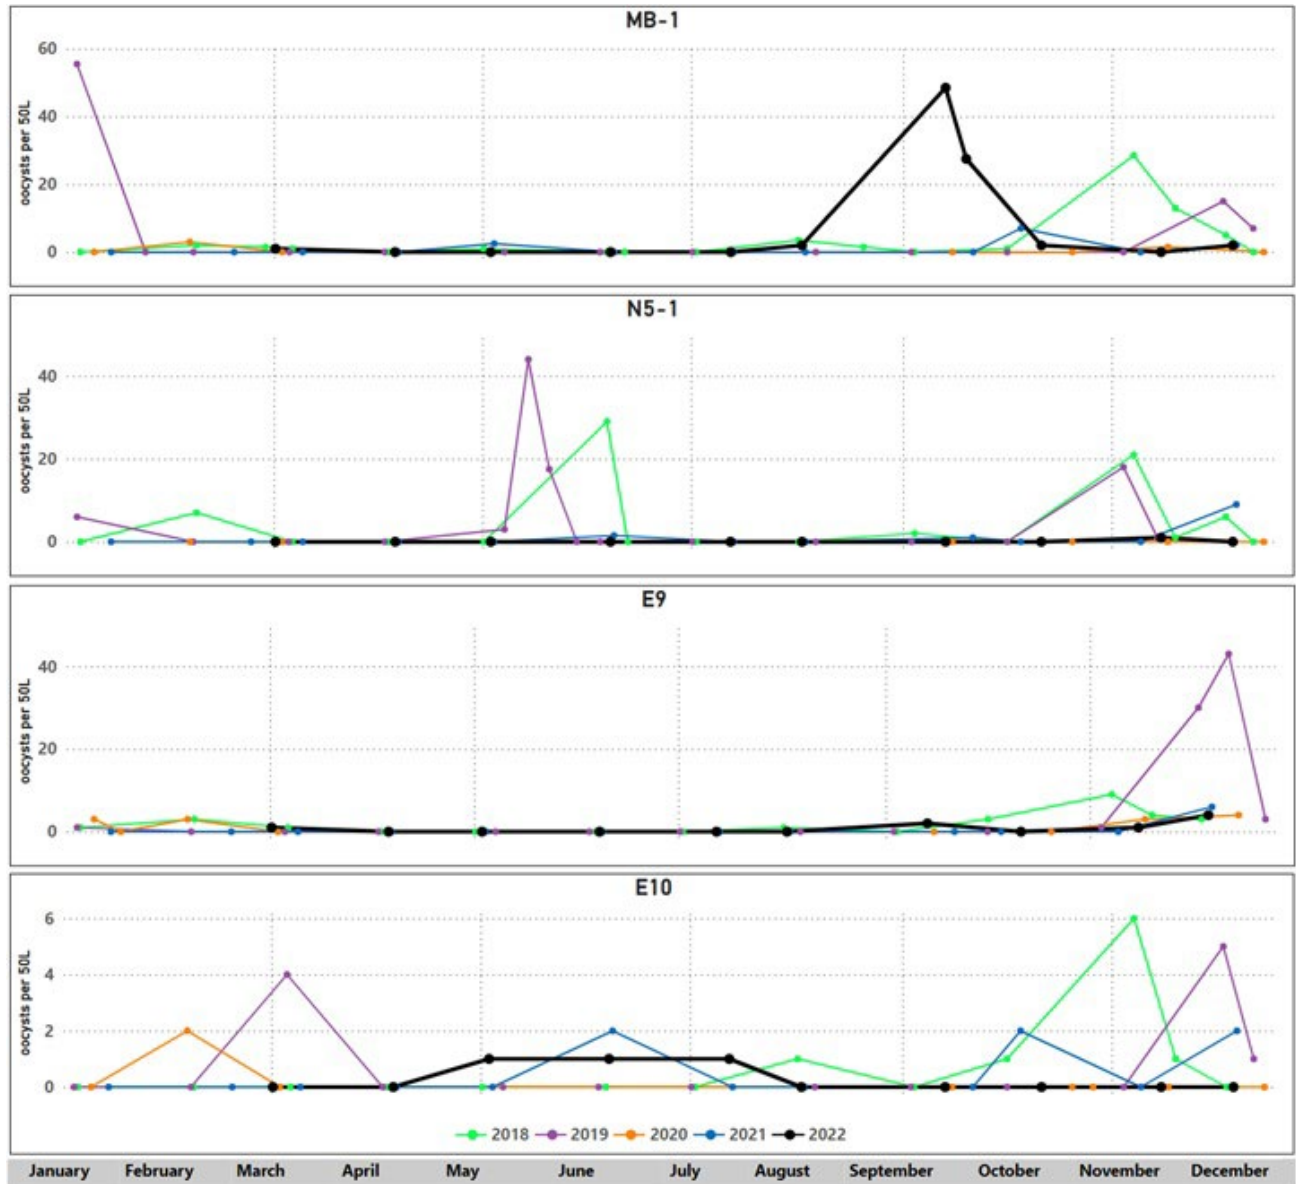 MB-1
oocysts per 50L
60
40
20
0
N5-1
oocysts per 50L
40
20
0
E9
oocysts per 50L
40
20
0
E10
oocysts per 50L
6
4
2
0
2018 2019 2020 2021 2022
January February March April May June July August September October November December